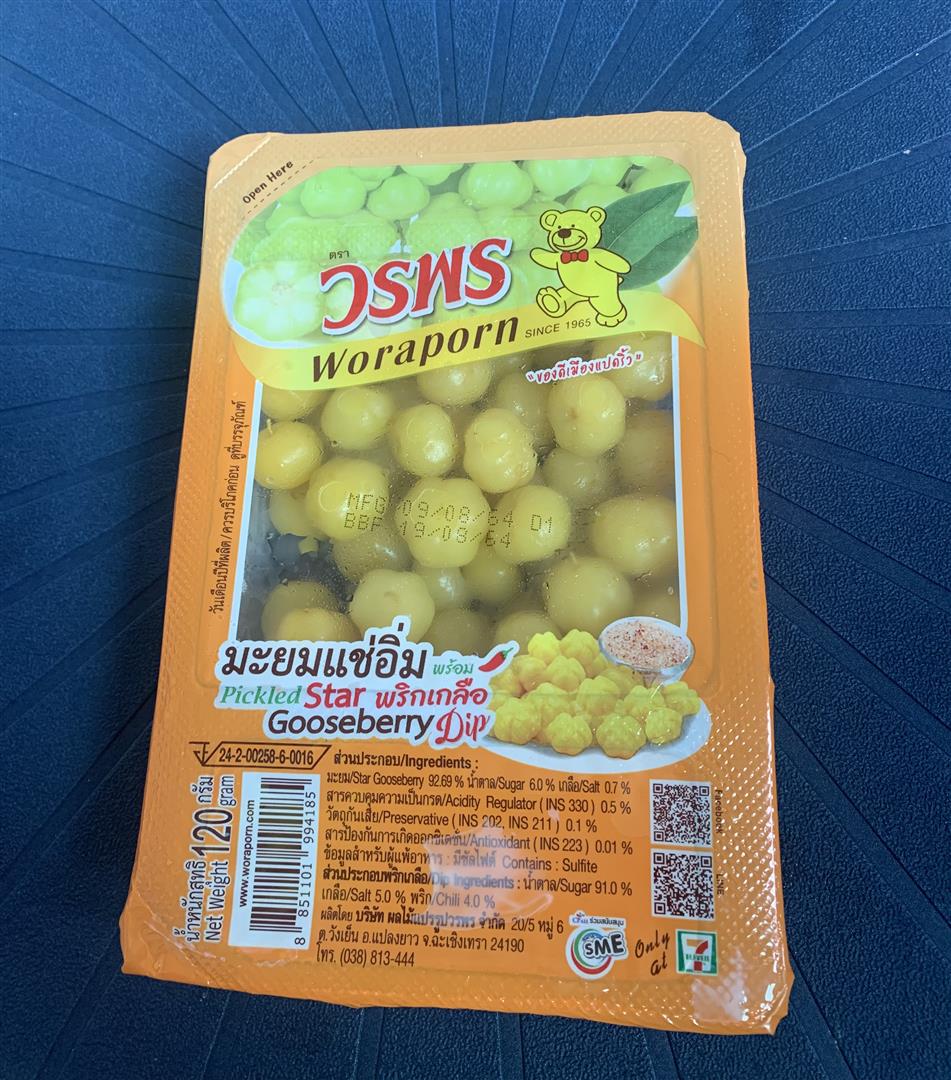 Open Here
ตรา
วรพร
Woraporn SINCE 1965
"ของดีเมืองแปดริ้ว"
วันเดือนปีที่ผลิต/ควรบริโภคก่อน ดูที่บรรจุภัณฑ์
MFG 09/08/64 D1
BBF 19/08/64
มะยมแช่อิ่ม พร้อม
Pickled Star พริกเกลือ
Gooseberry Dip
24-2-00258-6-0016
น้ำหนักสุทธิ 120 กรัม
Net Weight 120 gram
www.woraporn.com
8 851101 994185
ส่วนประกอบ/Ingredients :
มะยม/Star Gooseberry 92.69 % น้ำตาล/Sugar 6.0 % เกลือ/Salt 0.7 %
สารควบคุมความเป็นกรด/Acidity Regulator ( INS 330 ) 0.5 %
วัตถุกันเสีย/Preservative ( INS 202, INS 211 ) 0.1 %
สารป้องกันการเกิดออกซิเดชั่น/Antioxidant ( INS 223 ) 0.01 %
ข้อมูลสำหรับผู้แพ้อาหาร : มีซัลไฟต์ Contains : Sulfite
ส่วนประกอบพริกเกลือ/Dip Ingredients : น้ำตาล/Sugar 91.0 %
เกลือ/Salt 5.0 % พริก/Chili 4.0 %
ผลิตโดย บริษัท ผลไม้แปรรูปวรพร จำกัด 20/5 หมู่ 6
ต.วังเย็น อ.แปลงยาว จ.ฉะเชิงเทรา 24190
โทร. (038) 813-444
Facebook
LINE
ร่วมสนับสนุน
SME
Only at
7 ELEVEN